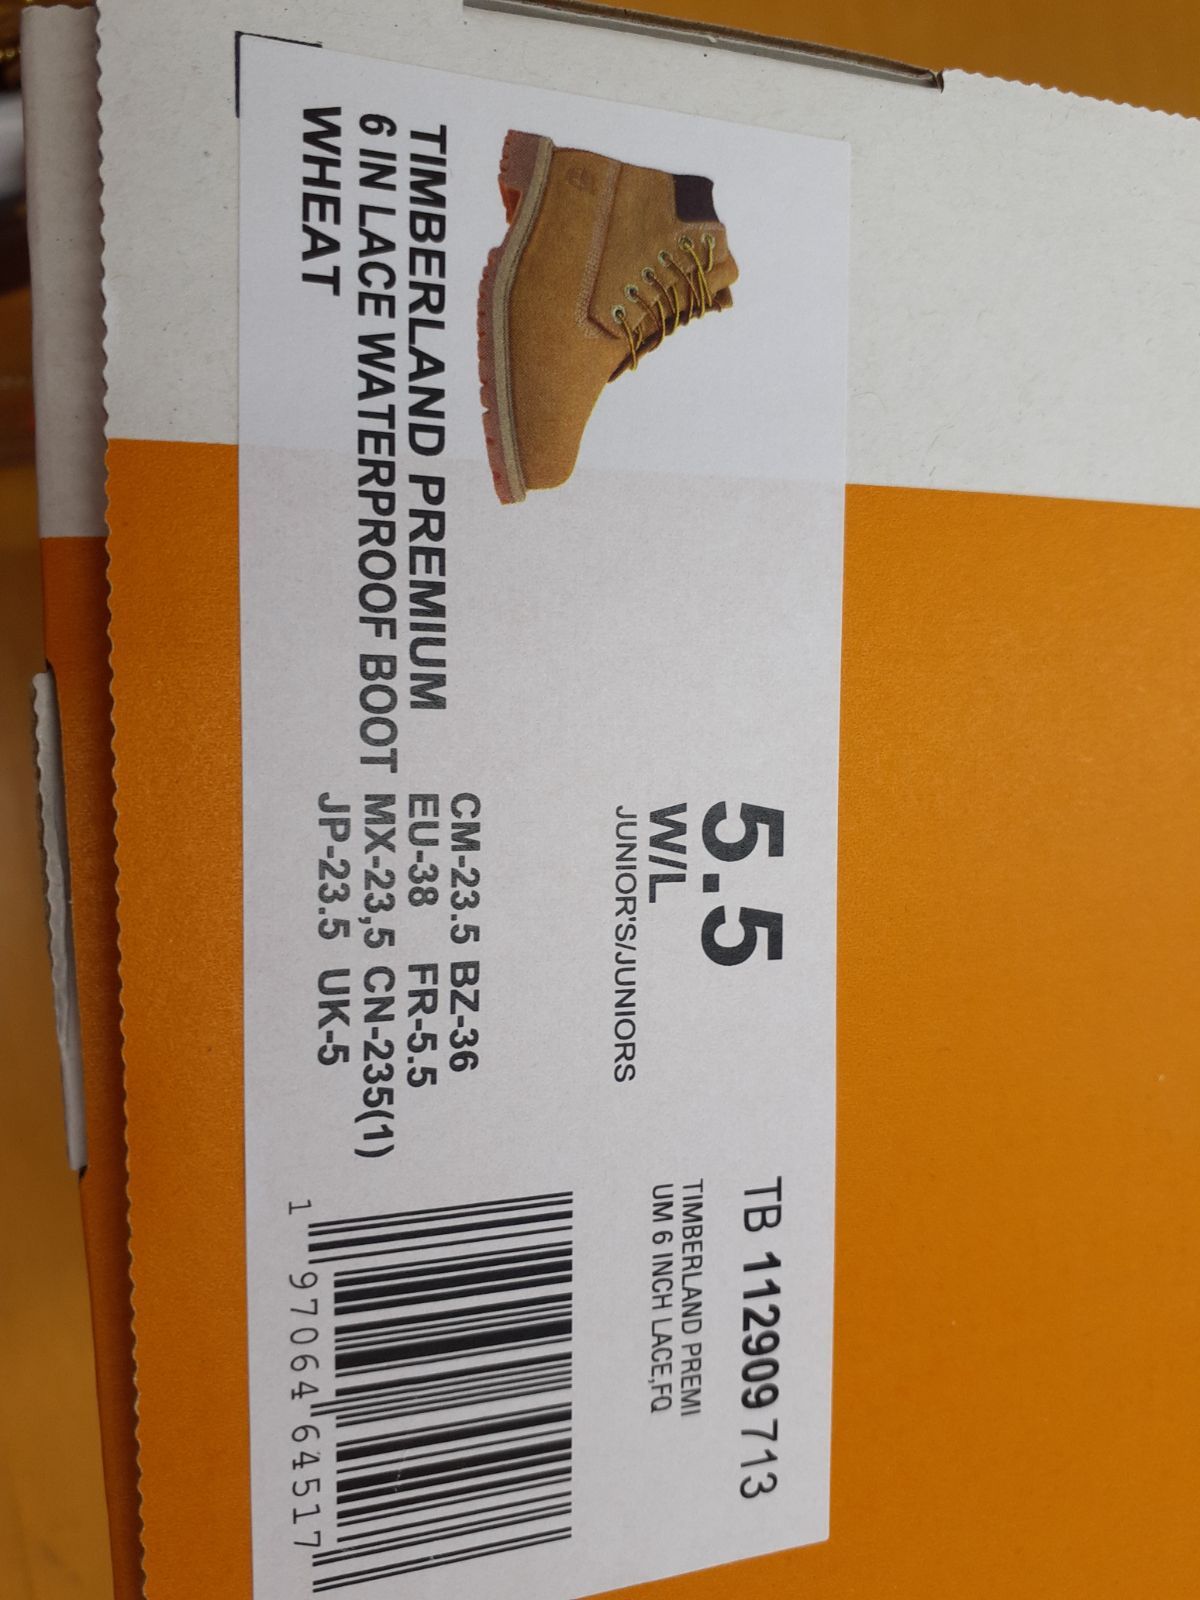 TIMBERLAND PREMIUM
6 IN LACE WATERPROOF BOOT
WHEAT
5.5
W/L
JUNIOR'S/JUNIORS
CM-23.5 BZ-36
EU-38 FR-5.5
MX-23,5 CN-235(1)
JP-23.5 UK-5
TB 112909 713
TIMBERLAND PREMI
UM 6 INCH LACE,FQ
1 97064 64517